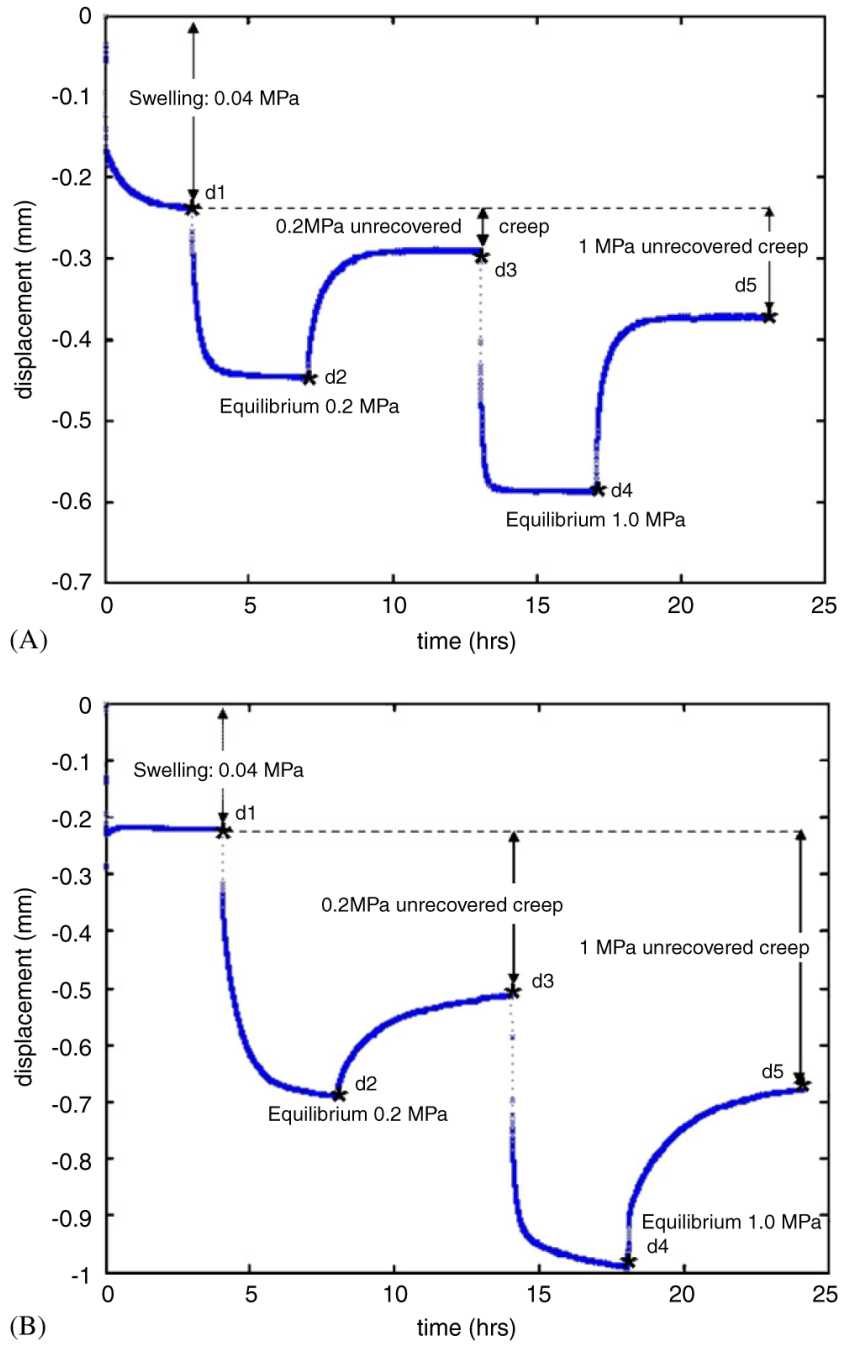 0
-0.1
-0.2
-0.3
-0.4
-0.5
-0.6
-0.7
displacement (mm)
Swelling: 0.04 MPa
d1
0.2MPa unrecovered creep
1 MPa unrecovered creep
d3
d5
d2
Equilibrium 0.2 MPa
d4
Equilibrium 1.0 MPa
0 5 10 15 20 25
time (hrs)
(A)
0
-0.1
-0.2
-0.3
-0.4
-0.5
-0.6
-0.7
-0.8
-0.9
-1
displacement (mm)
Swelling: 0.04 MPa
d1
0.2MPa unrecovered creep
1 MPa unrecovered creep
d3
d5
d2
Equilibrium 0.2 MPa
Equilibrium 1.0 MPa
d4
0 5 10 15 20 25
time (hrs)
(B)